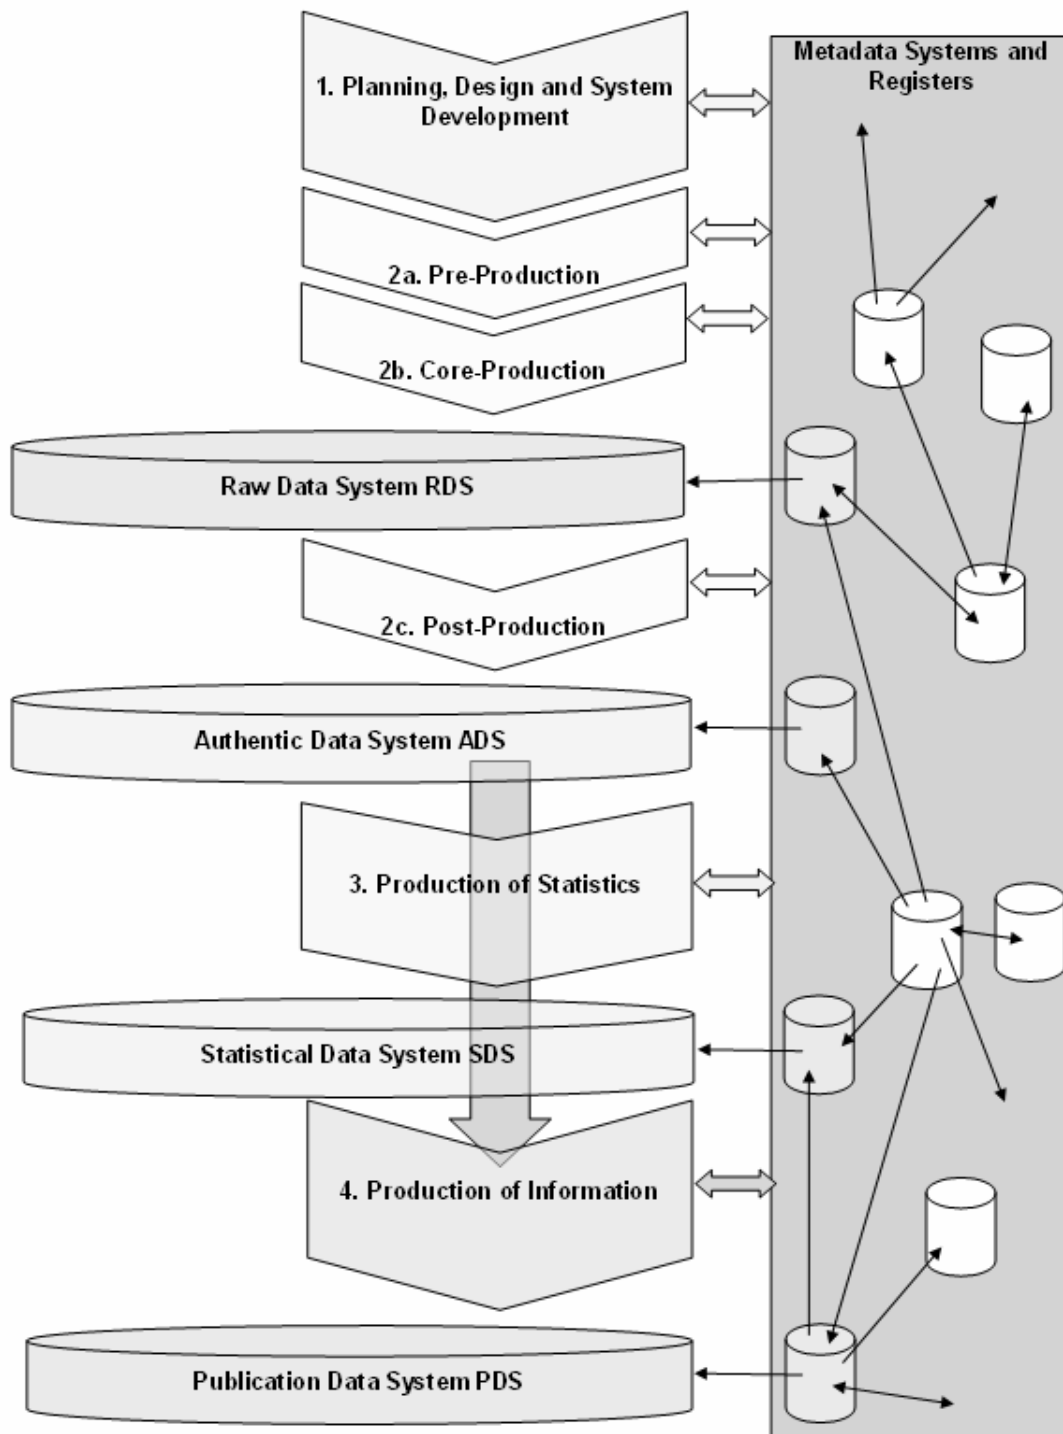 Metadata Systems and
Registers
1. Planning, Design and System
Development
2a. Pre-Production
2b. Core-Production
Raw Data System RDS
2c. Post-Production
Authentic Data System ADS
3. Production of Statistics
Statistical Data System SDS
4. Production of Information
Publication Data System PDS